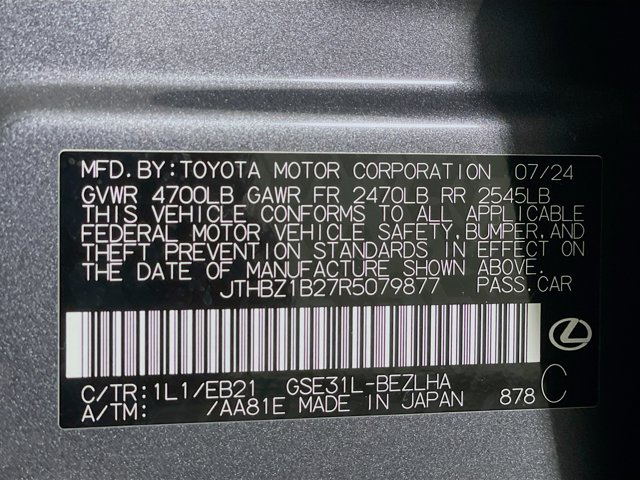 MFD.BY:TOYOTA MOTOR CORPORATION 07/24
GVWR 4700LB GAWR FR 2470LB RR 2545LB
THIS VEHICLE CONFORMS TO ALL APPLICABLE
FEDERAL MOTOR VEHICLE SAFETY,BUMPER,AND
THEFT PREVENTION STANDARDS IN EFFECT ON
THE DATE OF MANUFACTURE SHOWN ABOVE.
JTHBZ1B27R5079877 PASS.CAR
C/TR:1L1/EB21 GSE31L-BEZLHA
A/TM: /AA81E MADE IN JAPAN 878 C